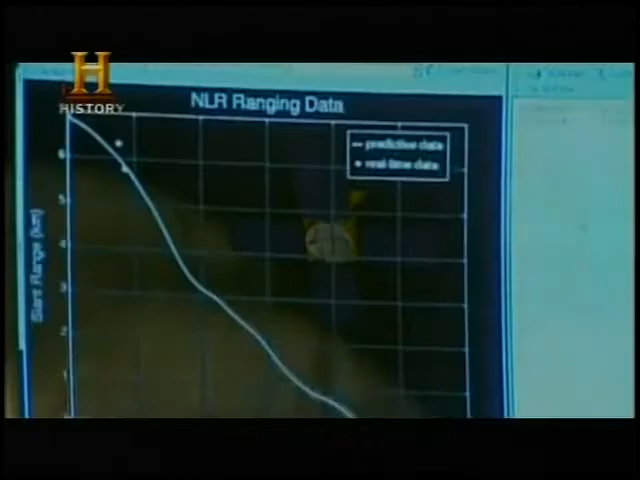 H
HISTORY
NLR Ranging Data
predictive data
real-time data
Slant Range (km)
6
5
4
3
2
1